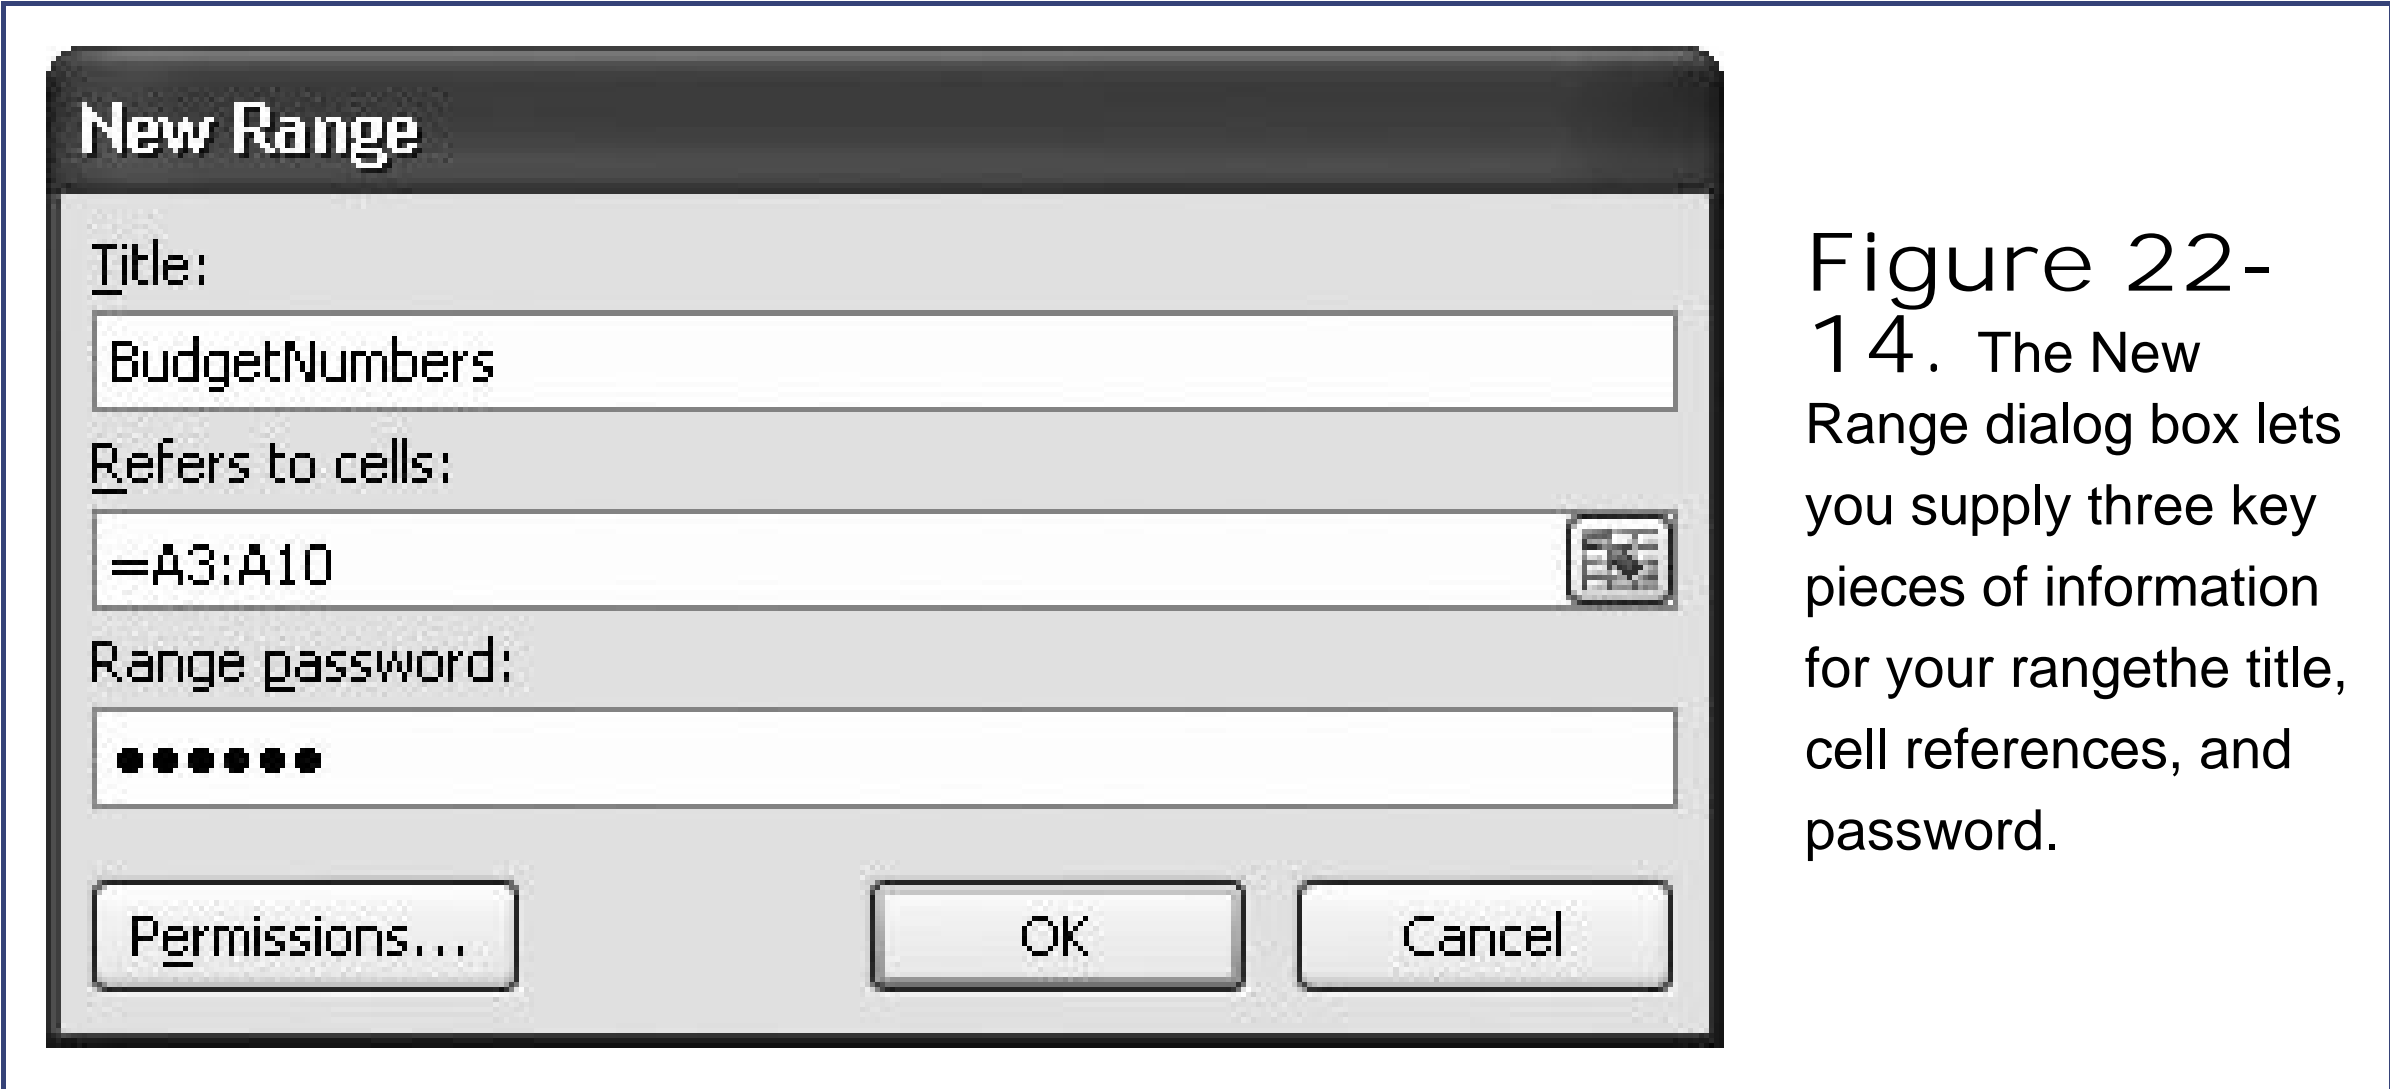 New Range
Title:
BudgetNumbers
Refers to cells:
=A3:A10
Range password:
••••••
Permissions...
OK
Cancel
Figure 22-
14. The New
Range dialog box lets
you supply three key
pieces of information
for your rangethe title,
cell references, and
password.